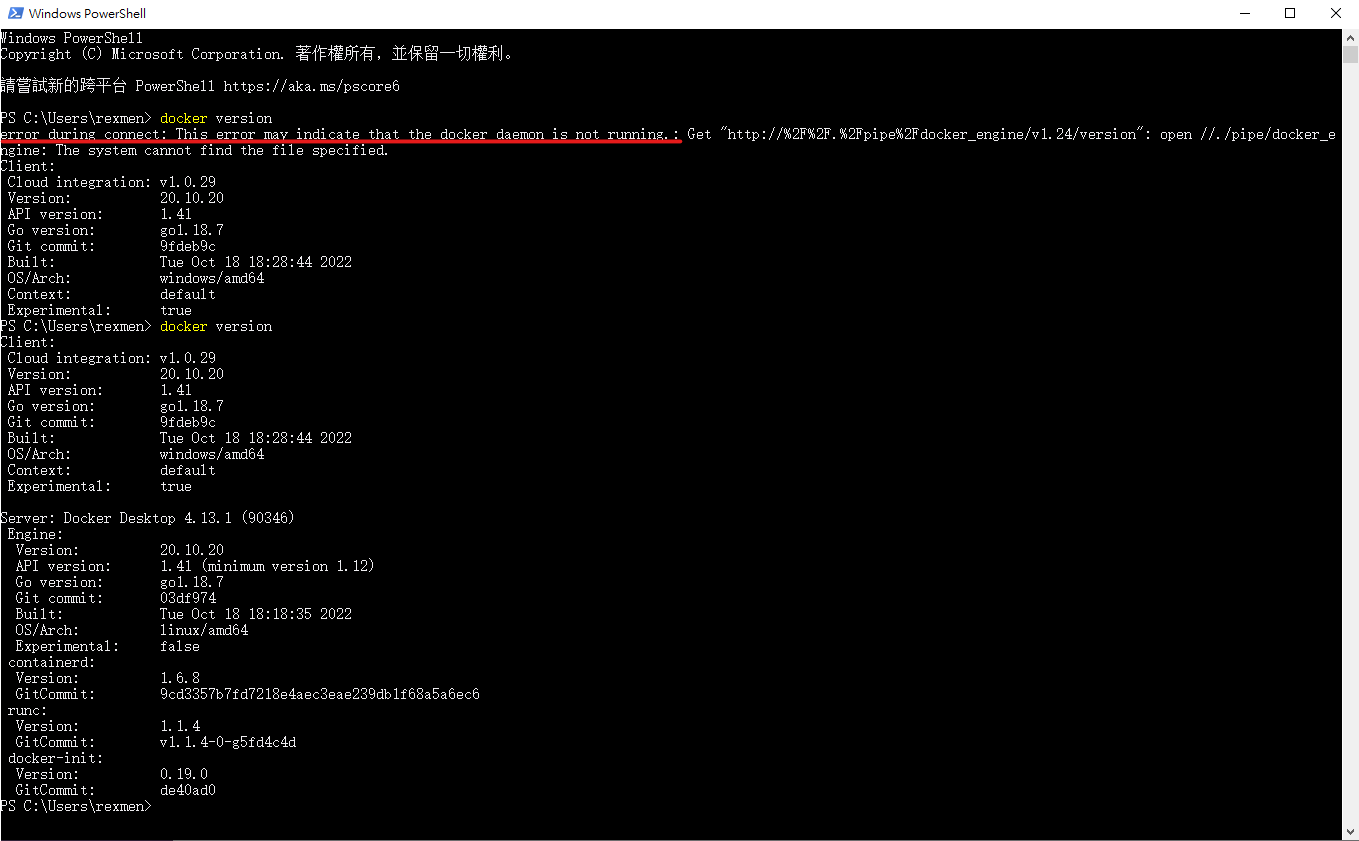 Windows PowerShell
Windows PowerShell
Copyright (C) Microsoft Corporation. 著作權所有，並保留一切權利。
請嘗試新的跨平台 PowerShell https://aka.ms/pscore6
PS C:\Users\rexmen> docker version
error during connect: This error may indicate that the docker daemon is not running.: Get "http://%2F%2F.%2Fpipe%2Fdocker_engine/v1.24/version": open //./pipe/docker_e
ngine: The system cannot find the file specified.
Client:
 Cloud integration: v1.0.29
 Version:           20.10.20
 API version:       1.41
 Go version:        go1.18.7
 Git commit:        9fdeb9c
 Built:             Tue Oct 18 18:28:44 2022
 OS/Arch:           windows/amd64
 Context:           default
 Experimental:      true
PS C:\Users\rexmen> docker version
Client:
 Cloud integration: v1.0.29
 Version:           20.10.20
 API version:       1.41
 Go version:        go1.18.7
 Git commit:        9fdeb9c
 Built:             Tue Oct 18 18:28:44 2022
 OS/Arch:           windows/amd64
 Context:           default
 Experimental:      true
Server: Docker Desktop 4.13.1 (90346)
 Engine:
  Version:          20.10.20
  API version:      1.41 (minimum version 1.12)
  Go version:       go1.18.7
  Git commit:       03df974
  Built:            Tue Oct 18 18:18:35 2022
  OS/Arch:          linux/amd64
  Experimental:     false
 containerd:
  Version:          1.6.8
  GitCommit:        9cd3357b7fd7218e4aec3eae239db1f68a5a6ec6
 runc:
  Version:          1.1.4
  GitCommit:        v1.1.4-0-g5fd4c4d
 docker-init:
  Version:          0.19.0
  GitCommit:        de40ad0
PS C:\Users\rexmen>